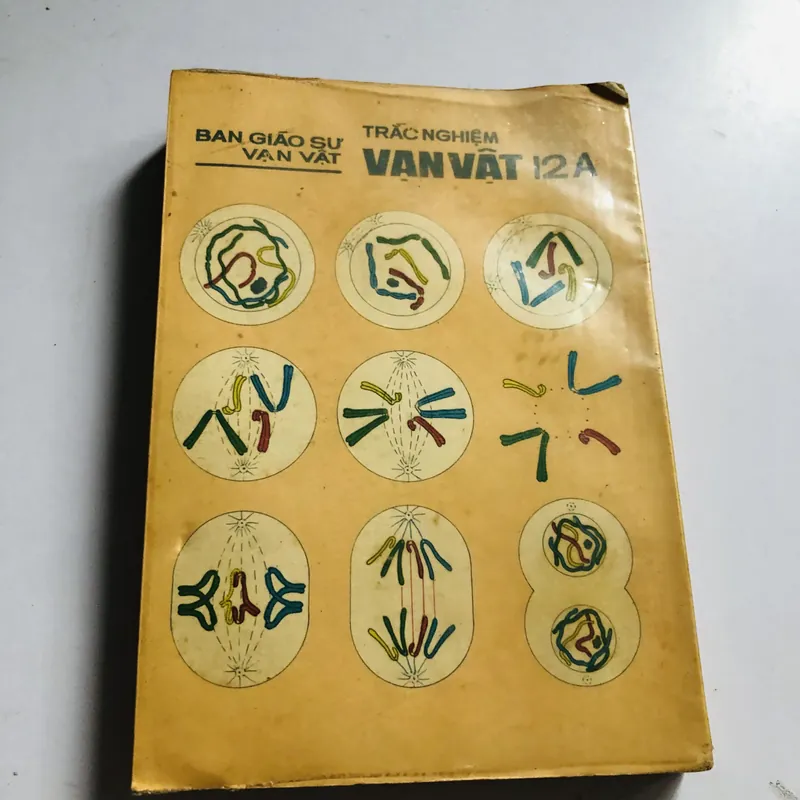 BAN GIÁO SƯ
VẠN VẬT
TRẮC NGHIỆM
VẠN VẬT 12A